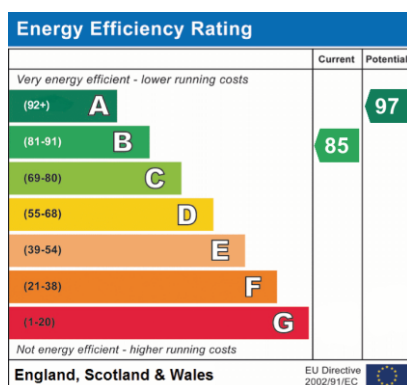 Energy Efficiency Rating
Current Potential
Very energy efficient - lower running costs
(92+) A 97
(81-91) B 85
(69-80) C
(55-68) D
(39-54) E
(21-38) F
(1-20) G
Not energy efficient - higher running costs
England, Scotland & Wales
EU Directive
2002/91/EC